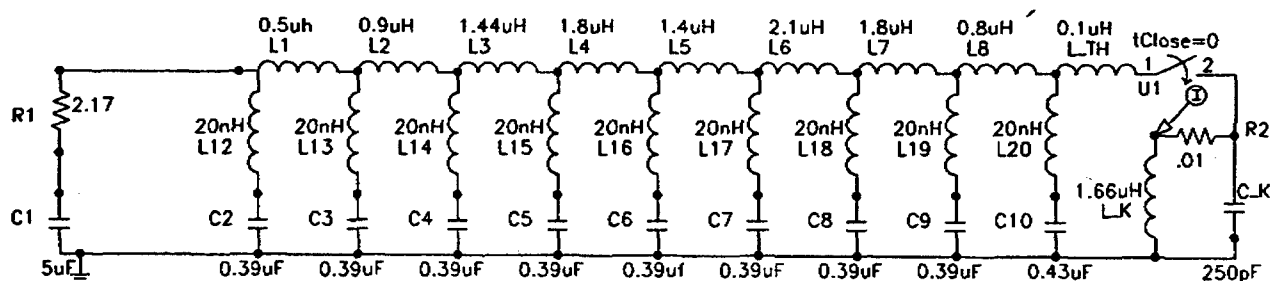 0.5uh 0.9uH 1.44uH 1.8uH 1.4uH 2.1uH 1.8uH 0.8uH 0.1uH tClose=0
L1 L2 L3 L4 L5 L6 L7 L8 L_TH
1 2
U1
I
R1 2.17
R2
.01
20nH 20nH 20nH 20nH 20nH 20nH 20nH 20nH 20nH
L12 L13 L14 L15 L16 L17 L18 L19 L20
1.66uH
L_K
C1 C2 C3 C4 C5 C6 C7 C8 C9 C10 C_K
5uF 0.39uF 0.39uF 0.39uF 0.39uF 0.39uf 0.39uF 0.39uF 0.39uF 0.43uF 250pF